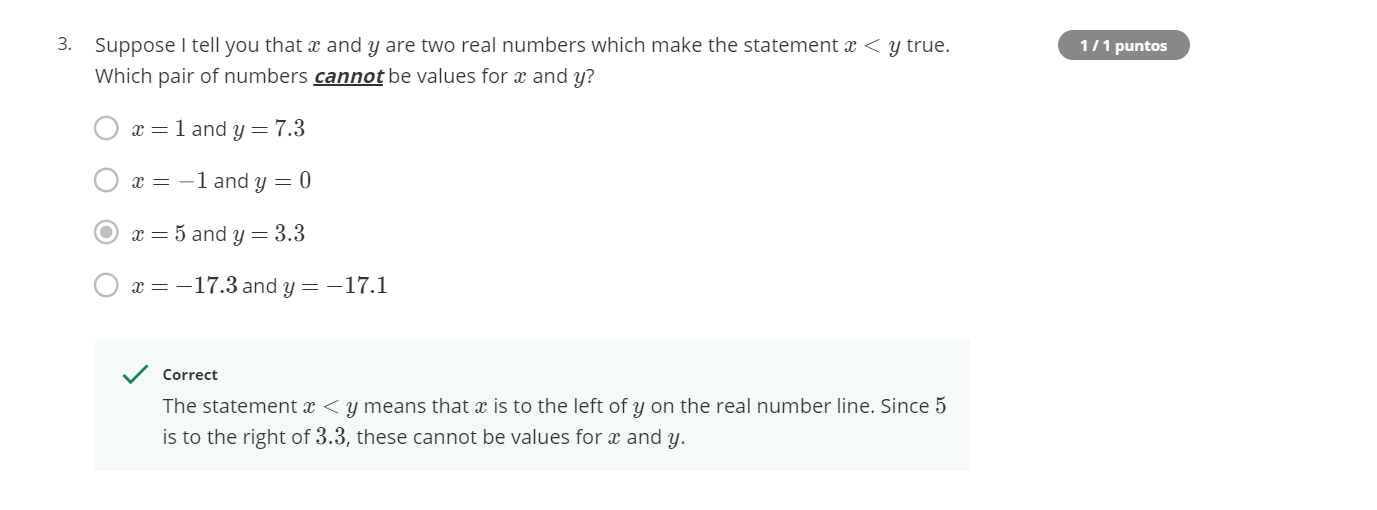 3. Suppose I tell you that x and y are two real numbers which make the statement x < y true.
1 / 1 puntos
Which pair of numbers cannot be values for x and y?
x = 1 and y = 7.3
x = −1 and y = 0
x = 5 and y = 3.3
x = −17.3 and y = −17.1
Correct
The statement x < y means that x is to the left of y on the real number line. Since 5
is to the right of 3.3, these cannot be values for x and y.